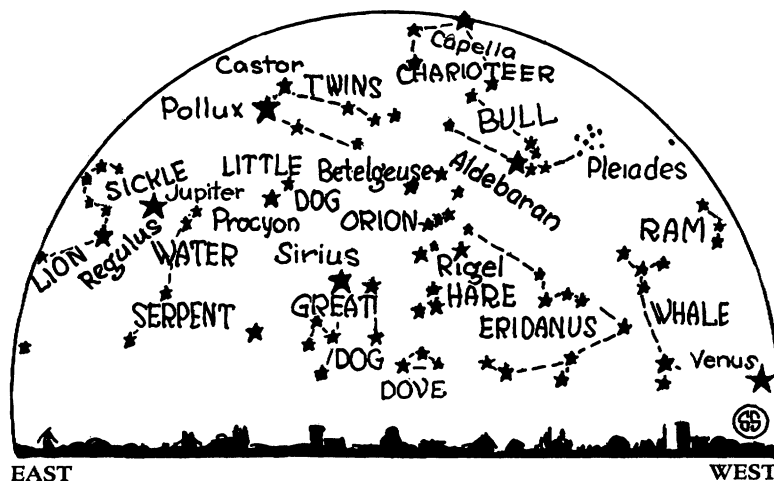 Capella
CHARIOTEER
Castor
TWINS
Pollux
BULL
Pleiades
Aldebaran
Betelgeuse
LITTLE
DOG
Procyon
SICKLE
Jupiter
Regulus
LION
WATER
SERPENT
ORION
Rigel
HARE
Sirius
GREAT
DOG
DOVE
ERIDANUS
RAM
WHALE
Venus
SS
EAST
WEST